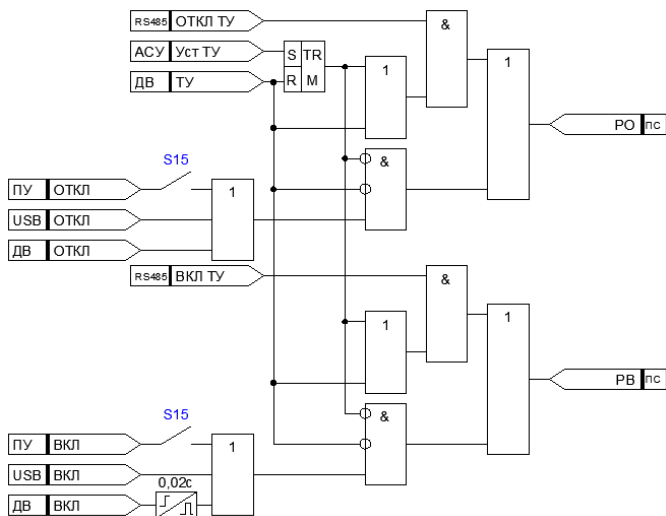 RS485 ОТКЛ ТУ
&
АСУ Уст ТУ
S TR
1
1
ДВ ТУ
R M
РО ПС
S15
&
ПУ ОТКЛ
1
USB ОТКЛ
ДВ ОТКЛ
RS485 ВКЛ ТУ
&
1
1
РВ ПС
S15
&
ПУ ВКЛ
1
USB ВКЛ
0,02с
ДВ ВКЛ